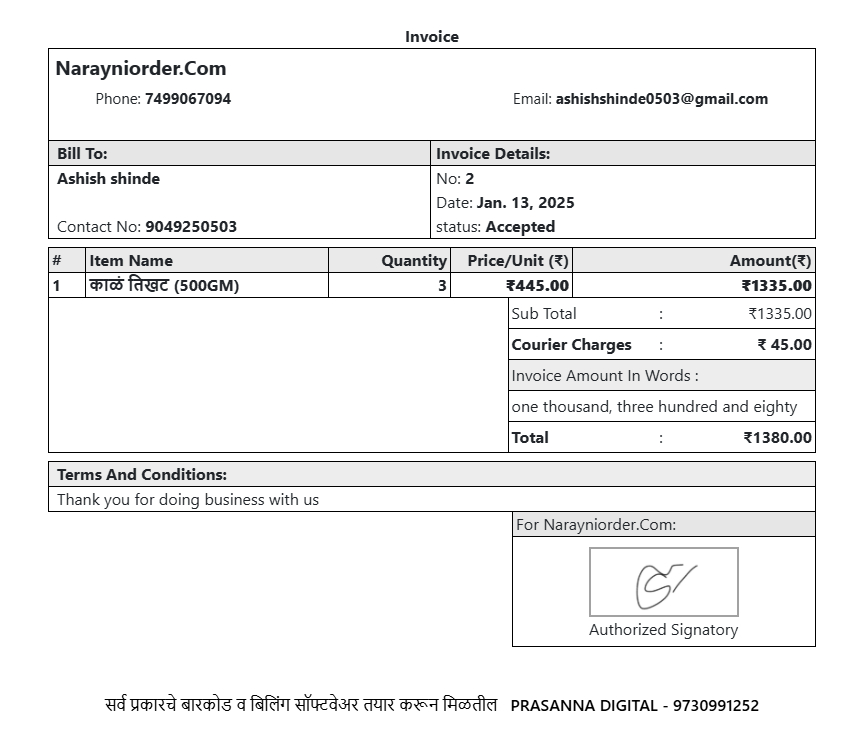 Invoice
Narayniorder.Com
Phone: 7499067094 Email: ashishshinde0503@gmail.com
Bill To: Invoice Details:
Ashish shinde No: 2
Date: Jan. 13, 2025
Contact No: 9049250503 status: Accepted
# Item Name Quantity Price/Unit (₹) Amount(₹)
1 काळं तिखट (500GM) 3 ₹445.00 ₹1335.00
Sub Total : ₹1335.00
Courier Charges : ₹ 45.00
Invoice Amount In Words :
one thousand, three hundred and eighty
Total : ₹1380.00
Terms And Conditions:
Thank you for doing business with us
For Narayniorder.Com:
Authorized Signatory
सर्व प्रकारचे बारकोड व बिलिंग सॉफ्टवेअर तयार करून मिळतील PRASANNA DIGITAL - 9730991252